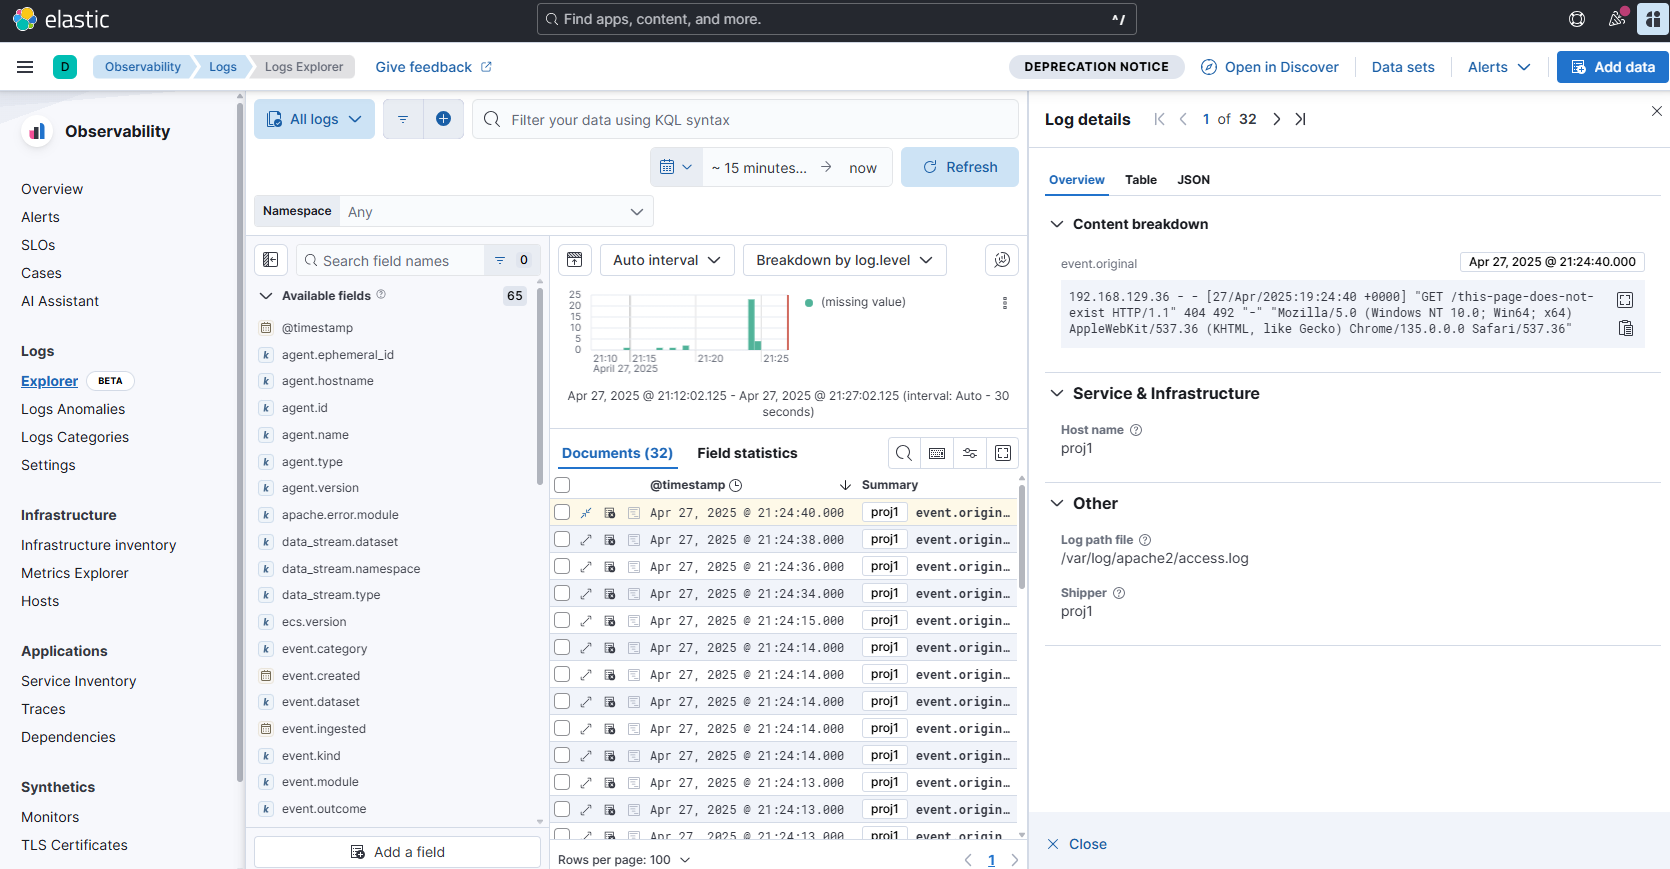 elastic
Find apps, content, and more.
^/
D
Observability
Logs
Logs Explorer
Give feedback
DEPRECATION NOTICE
Open in Discover
Data sets
Alerts
Add data
Observability
Overview
Alerts
SLOs
Cases
AI Assistant
Logs
Explorer
BETA
Logs Anomalies
Logs Categories
Settings
Infrastructure
Infrastructure inventory
Metrics Explorer
Hosts
Applications
Service Inventory
Traces
Dependencies
Synthetics
Monitors
TLS Certificates
All logs
Filter your data using KQL syntax
~ 15 minutes...
now
Refresh
Namespace
Any
Search field names
0
Available fields
65
@timestamp
k agent.ephemeral_id
k agent.hostname
k agent.id
k agent.name
k agent.type
k agent.version
k apache.error.module
k data_stream.dataset
k data_stream.namespace
k data_stream.type
k ecs.version
k event.category
event.created
k event.dataset
event.ingested
k event.kind
k event.module
k event.outcome
Add a field
Auto interval
Breakdown by log.level
25
20
15
10
5
0
21:10
21:15
21:20
21:25
April 27, 2025
(missing value)
Apr 27, 2025 @ 21:12:02.125 - Apr 27, 2025 @ 21:27:02.125 (interval: Auto - 30
seconds)
Documents (32)
Field statistics
@timestamp
Summary
Apr 27, 2025 @ 21:24:40.000 proj1 event.origin…
Apr 27, 2025 @ 21:24:38.000 proj1 event.origin…
Apr 27, 2025 @ 21:24:36.000 proj1 event.origin…
Apr 27, 2025 @ 21:24:34.000 proj1 event.origin…
Apr 27, 2025 @ 21:24:15.000 proj1 event.origin…
Apr 27, 2025 @ 21:24:14.000 proj1 event.origin…
Apr 27, 2025 @ 21:24:14.000 proj1 event.origin…
Apr 27, 2025 @ 21:24:14.000 proj1 event.origin…
Apr 27, 2025 @ 21:24:14.000 proj1 event.origin…
Apr 27, 2025 @ 21:24:14.000 proj1 event.origin…
Apr 27, 2025 @ 21:24:13.000 proj1 event.origin…
Apr 27, 2025 @ 21:24:13.000 proj1 event.origin…
Apr 27, 2025 @ 21:24:13.000 proj1 event.origin…
Rows per page: 100
1
Log details
1 of 32
Overview
Table
JSON
Content breakdown
event.original
Apr 27, 2025 @ 21:24:40.000
192.168.129.36 - - [27/Apr/2025:19:24:40 +0000] "GET /this-page-does-not-
exist HTTP/1.1" 404 492 "-" "Mozilla/5.0 (Windows NT 10.0; Win64; x64)
AppleWebKit/537.36 (KHTML, like Gecko) Chrome/135.0.0.0 Safari/537.36"
Service & Infrastructure
Host name
proj1
Other
Log path file
/var/log/apache2/access.log
Shipper
proj1
Close